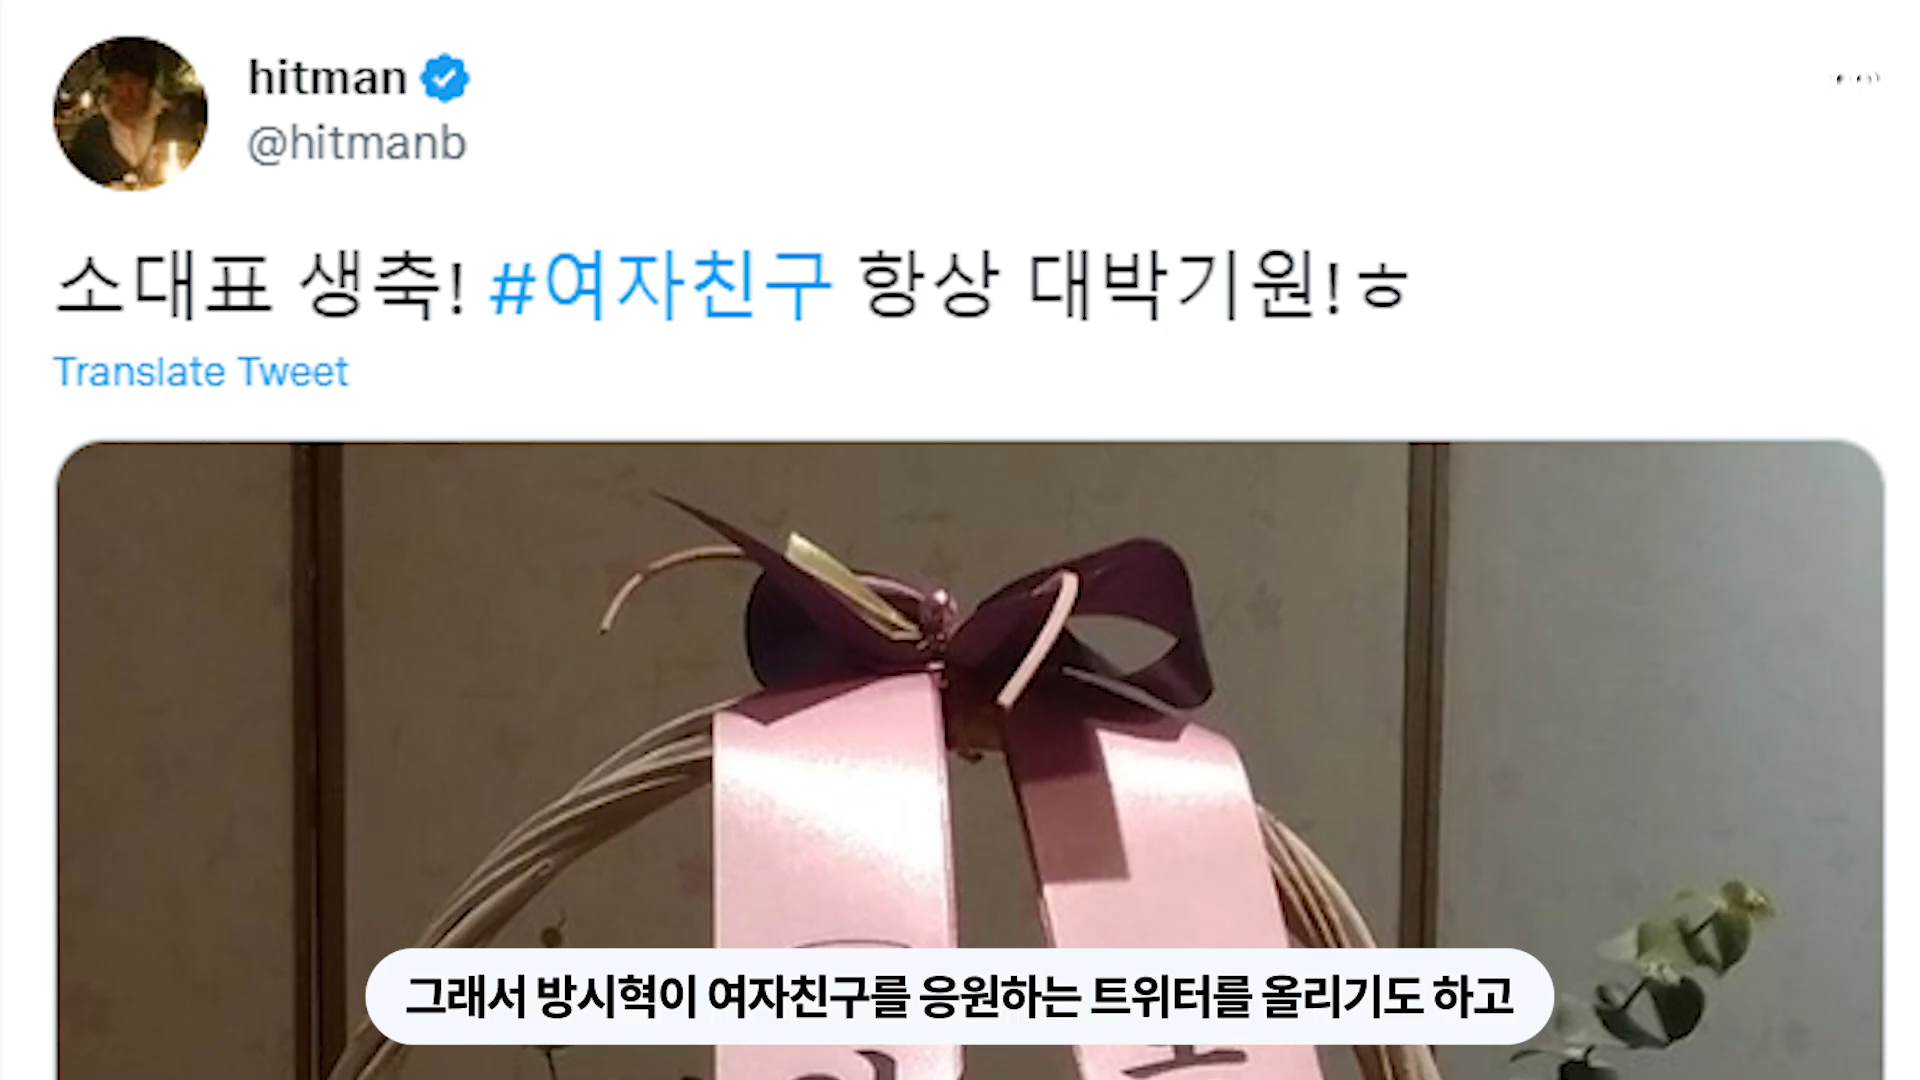 hitman
@hitmanb
소대표 생축! #여자친구 항상 대박기원!ㅎ
Translate Tweet
그래서 방시혁이 여자친구를 응원하는 트위터를 올리기도 하고